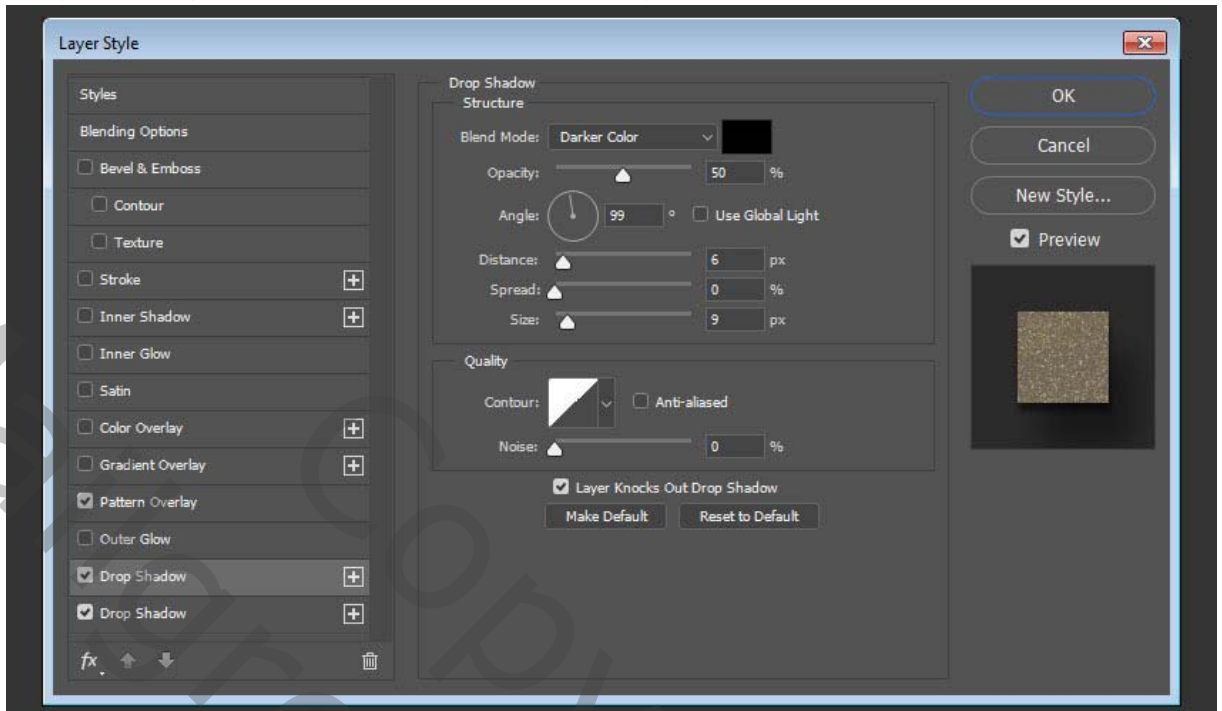 Layer Style
Styles
Blending Options
Bevel & Emboss
Contour
Texture
Stroke
Inner Shadow
Inner Glow
Satin
Color Overlay
Gradient Overlay
Pattern Overlay
Outer Glow
Drop Shadow
Drop Shadow
fx
Drop Shadow
Structure
Blend Mode: Darker Color
Opacity: 50 %
Angle: 99 ° Use Global Light
Distance: 6 px
Spread: 0 %
Size: 9 px
Quality
Contour: Anti-aliased
Noise: 0 %
Layer Knocks Out Drop Shadow
Make Default Reset to Default
OK
Cancel
New Style...
Preview